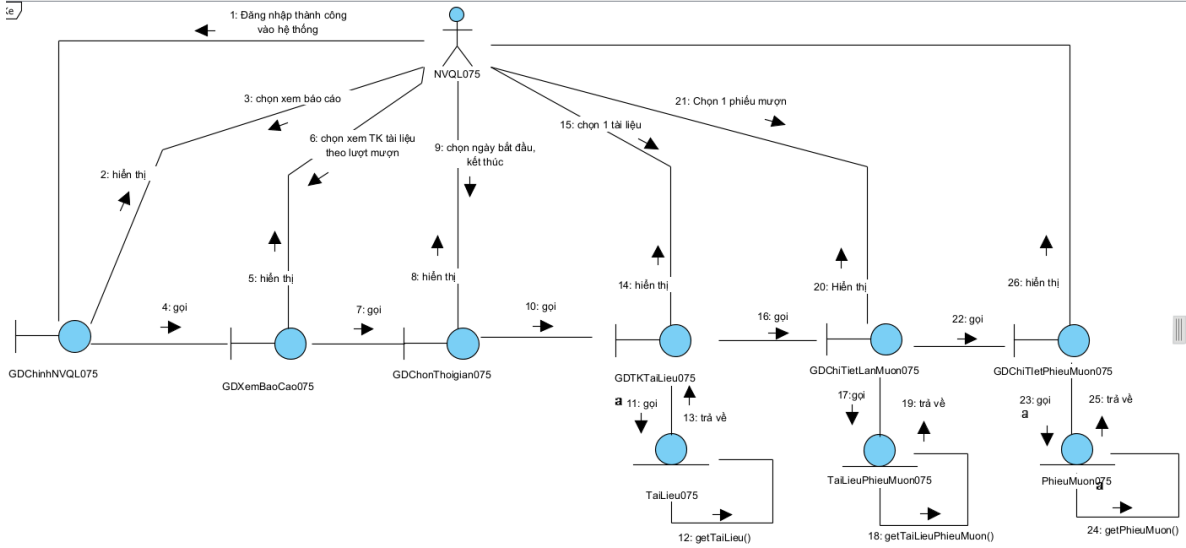 1: Đăng nhập thành công
vào hệ thống
NVQL075
3: chọn xem báo cáo
21: Chọn 1 phiếu mượn
15: chọn 1 tài liệu
6: chọn xem TK tài liệu
theo lượt mượn
9: chọn ngày bắt đầu,
kết thúc
2: hiển thị
5: hiển thị
8: hiển thị
14: hiển thị
20: Hiển thị
26: hiển thị
4: gọi
7: gọi
10: gọi
16: gọi
22: gọi
GDChinhNVQL075
GDXemBaoCao075
GDChonThoigian075
GDTKTaiLieu075
GDChiTietLanMuon075
GDChiTIetPhieuMuon075
a
11: gọi
13: trả về
17:gọi
19: trả về
23: gọi
a
25: trả về
TaiLieu075
TaiLieuPhieuMuon075
PhieuMuon075
a
12: getTaiLieu()
18: getTaiLieuPhieuMuon()
24: getPhieuMuon()